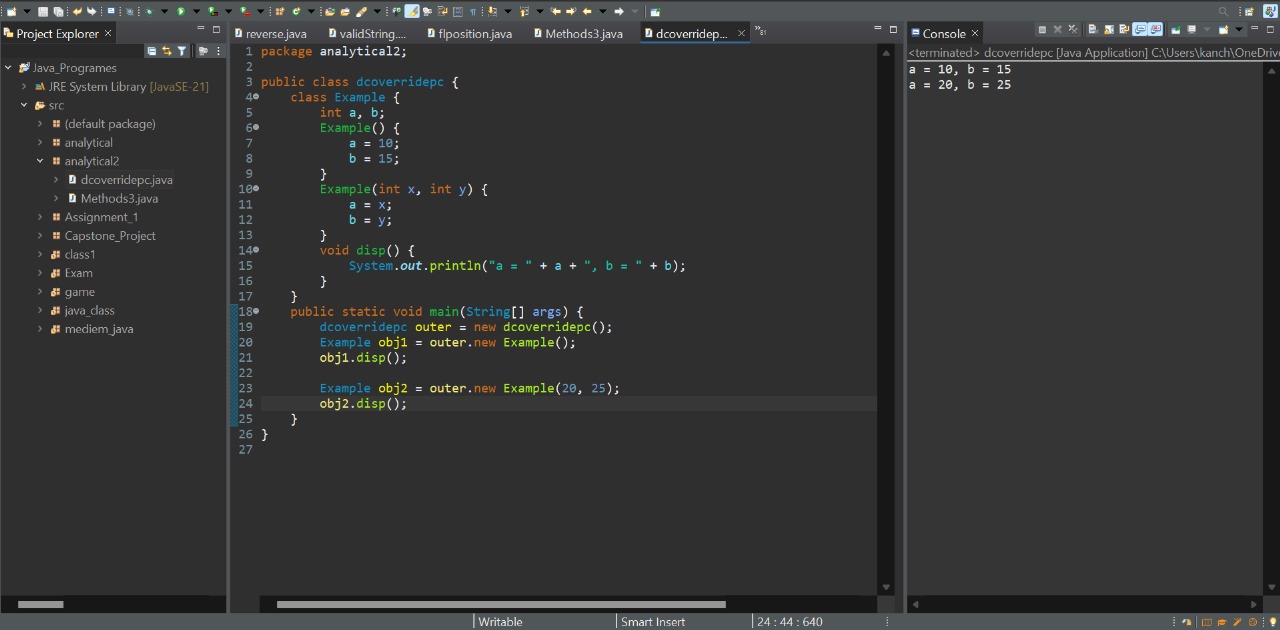 Project Explorer
Java_Programes
JRE System Library [JavaSE-21]
src
(default package)
analytical
analytical2
dcoverridepc.java
Methods3.java
Assignment_1
Capstone_Project
class1
Exam
game
java_class
mediem_java
reverse.java validString.... flposition.java Methods3.java dcoverridep... »51
1 package analytical2;
2
3 public class dcoverridepc {
4 class Example {
5 int a, b;
6 Example() {
7 a = 10;
8 b = 15;
9 }
10 Example(int x, int y) {
11 a = x;
12 b = y;
13 }
14 void disp() {
15 System.out.println("a = " + a + ", b = " + b);
16 }
17 }
18 public static void main(String[] args) {
19 dcoverridepc outer = new dcoverridepc();
20 Example obj1 = outer.new Example();
21 obj1.disp();
22
23 Example obj2 = outer.new Example(20, 25);
24 obj2.disp();
25 }
26 }
27
Console
<terminated> dcoverridepc [Java Application] C:\Users\kanch\OneDrive
a = 10, b = 15
a = 20, b = 25
Writable Smart Insert 24 : 44 : 640